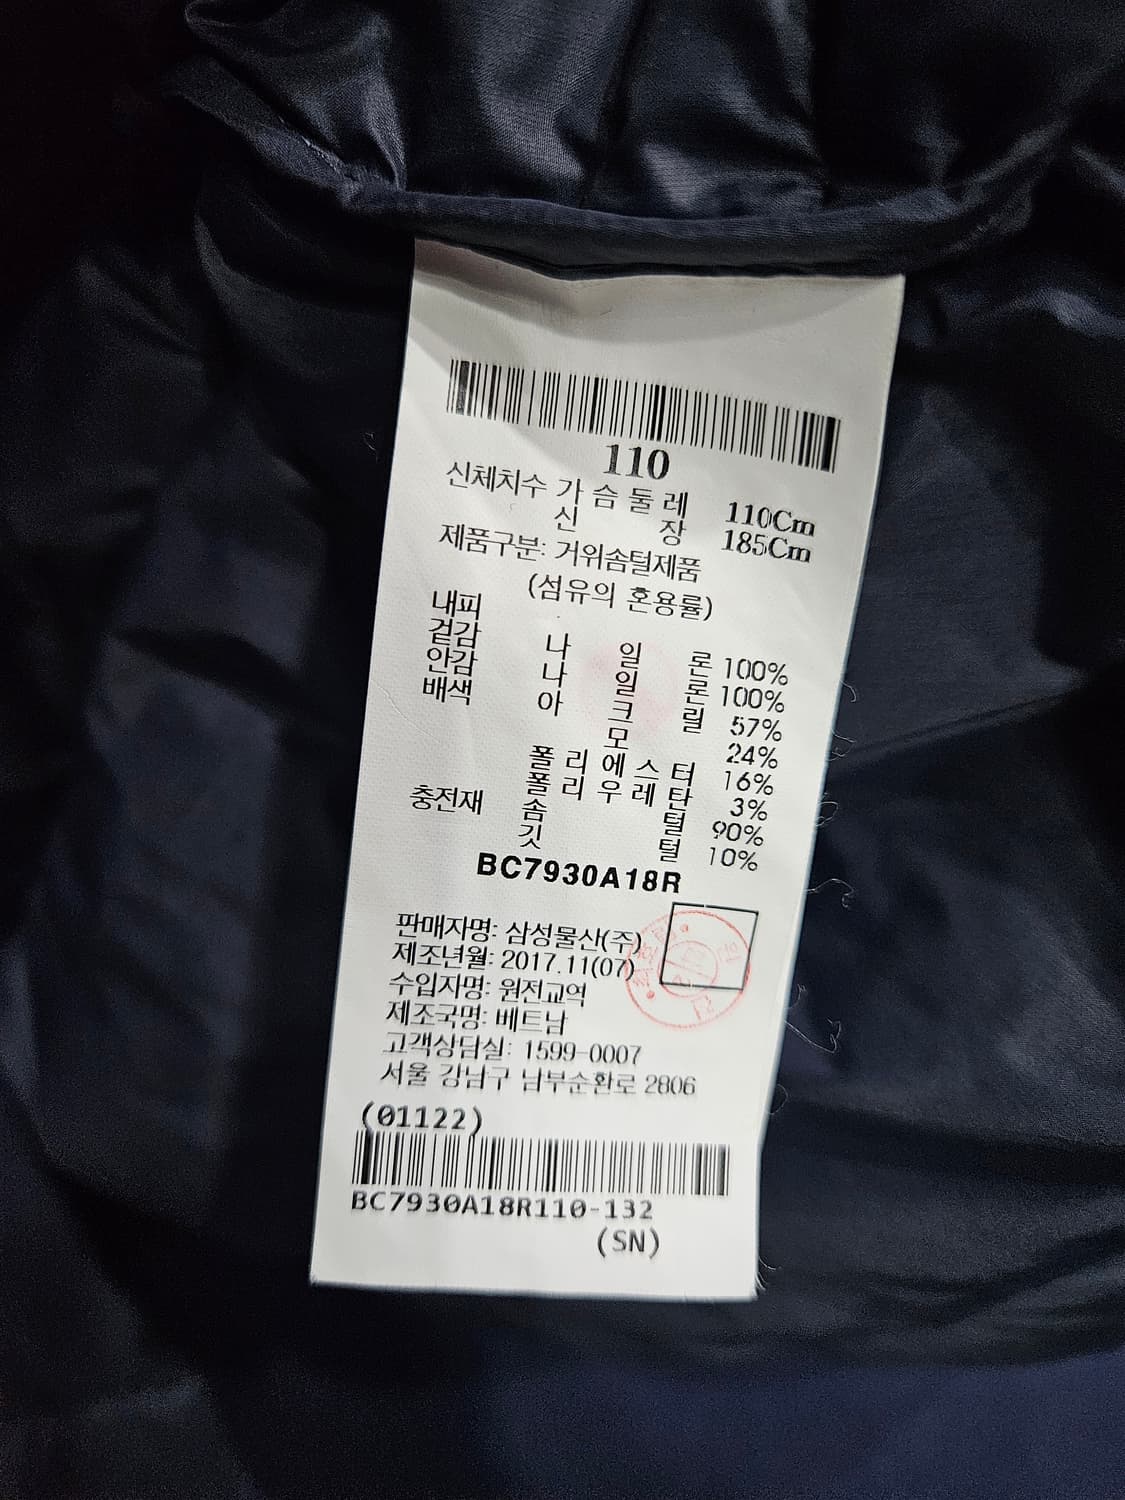 110
신체치수 가 슴 둘 레 110Cm
신 장 185Cm
제품구분: 거위솜털제품
(섬유의 혼용률)
내피
겉감 나 일 론 100%
안감 나 일 론 100%
배색 아 크 릴 57%
모 24%
폴 리 에 스 터 16%
폴 리 우 레 탄 3%
충전재 솜 털 90%
깃 털 10%
BC7930A18R
판매자명: 삼성물산(주)
제조년월: 2017.11(07)
수입자명: 원전교역
제조국명: 베트남
고객상담실: 1599-0007
서울 강남구 남부순환로 2806
(01122)
BC7930A18R110-132
(SN)